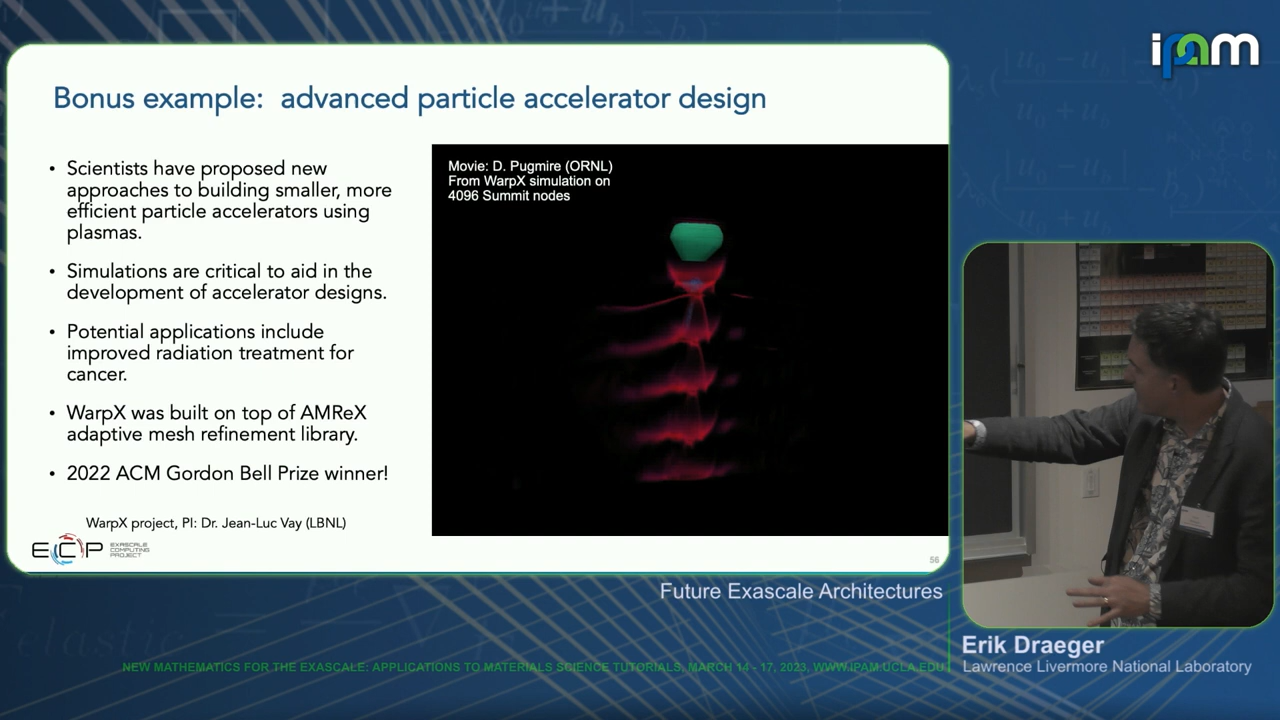 ipam
Bonus example: advanced particle accelerator design
• Scientists have proposed new
approaches to building smaller, more
efficient particle accelerators using
plasmas.
• Simulations are critical to aid in the
development of accelerator designs.
• Potential applications include
improved radiation treatment for
cancer.
• WarpX was built on top of AMReX
adaptive mesh refinement library.
• 2022 ACM Gordon Bell Prize winner!
WarpX project, PI: Dr. Jean-Luc Vay (LBNL)
ECP EXASCALE
COMPUTING
PROJECT
Movie: D. Pugmire (ORNL)
From WarpX simulation on
4096 Summit nodes
56
Future Exascale Architectures
Erik Draeger
Lawrence Livermore National Laboratory
NEW MATHEMATICS FOR THE EXASCALE: APPLICATIONS TO MATERIALS SCIENCE TUTORIALS, MARCH 14 - 17, 2023, WWW.IPAM.UCLA.EDU
elastic